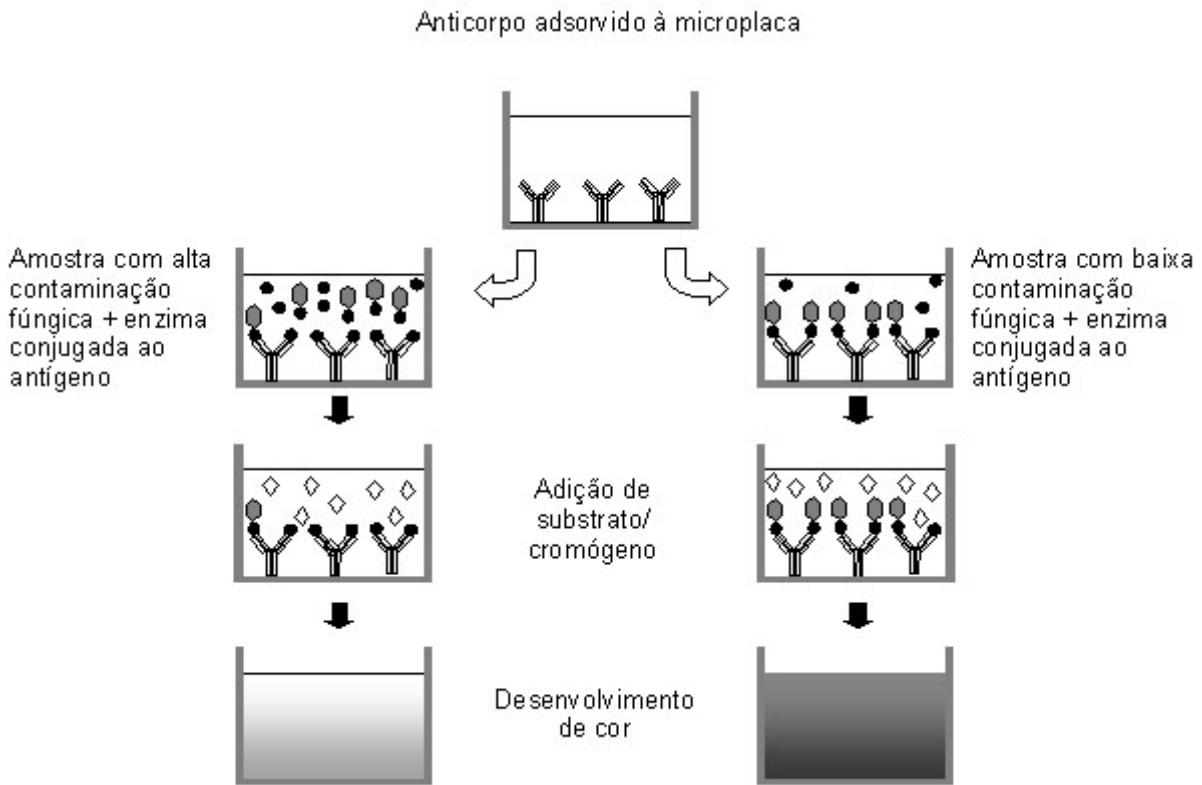 Anticorpo adsorvido à microplaca
Amostra com alta
contaminação
fúngica + enzima
conjugada ao
antígeno
Amostra com baixa
contaminação
fúngica + enzima
conjugada ao
antígeno
Adição de
substrato/
cromógeno
Desenvolvimento
de cor